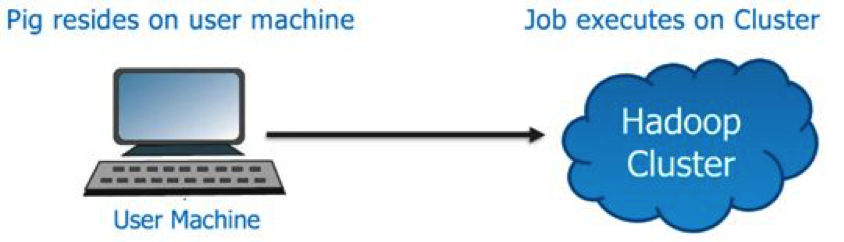 Pig resides on user machine
Job executes on Cluster
Hadoop
Cluster
User Machine